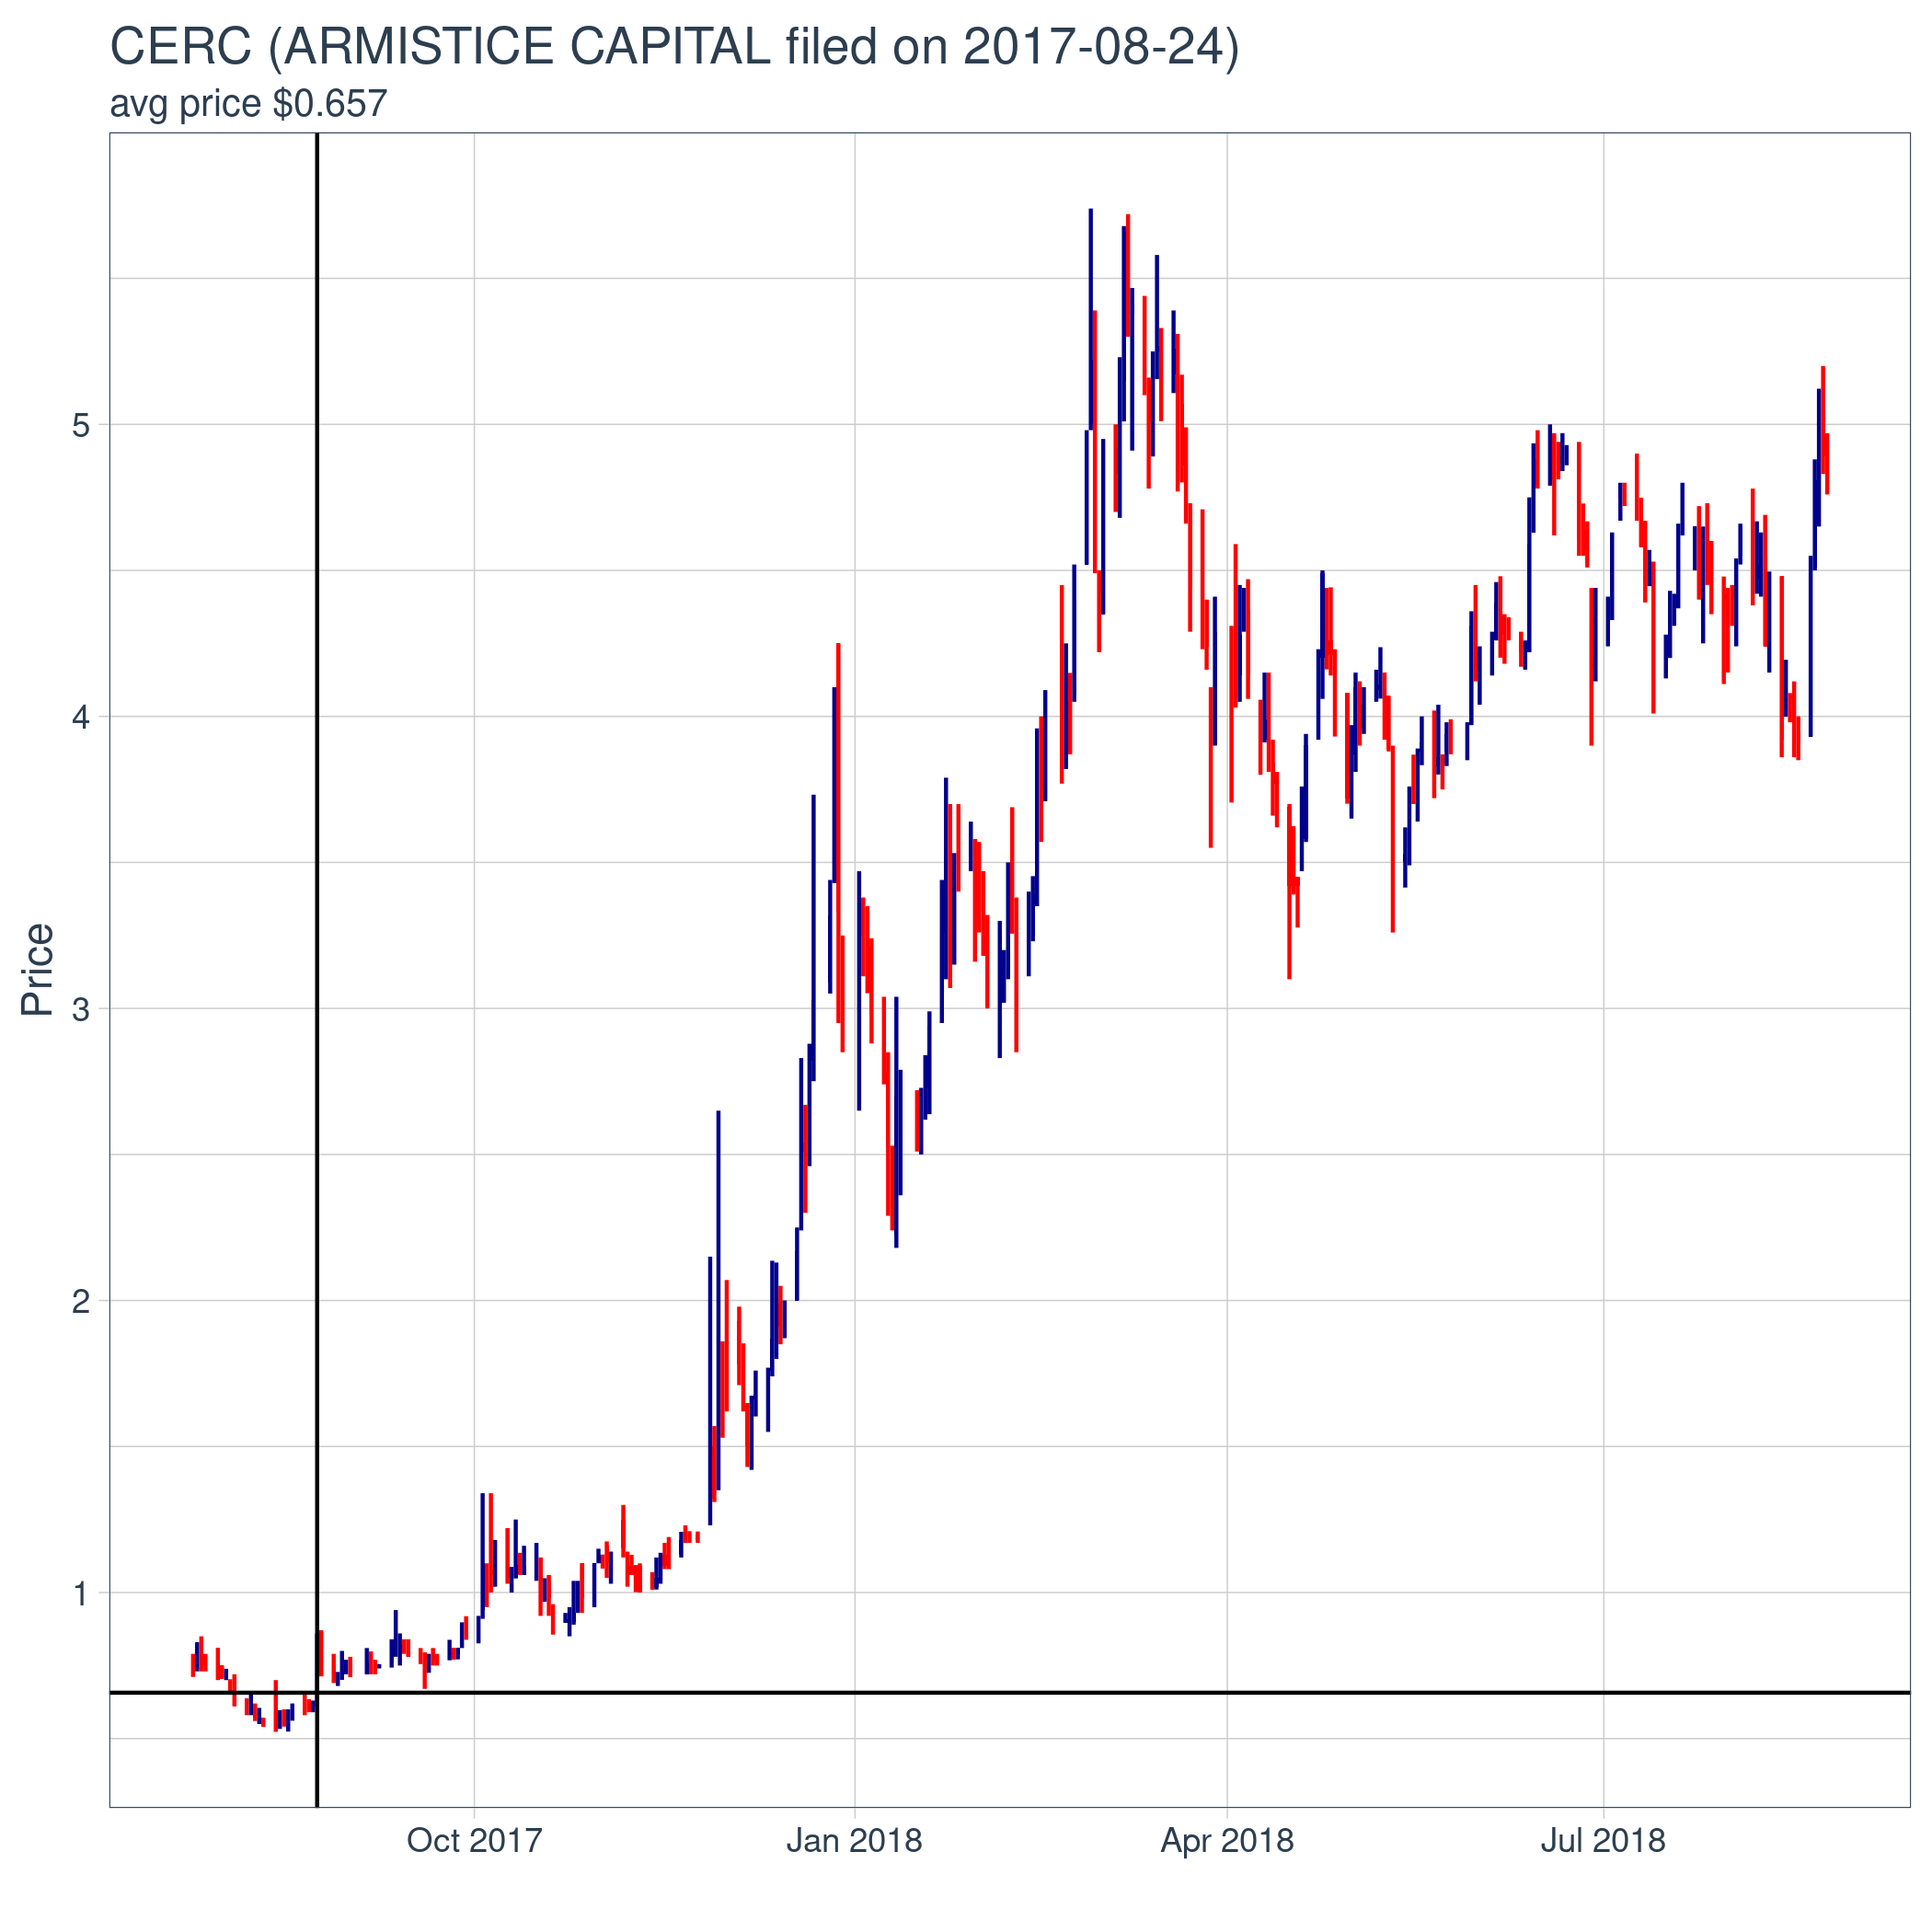 CERC (ARMISTICE CAPITAL filed on 2017-08-24)
avg price $0.657
Price
5
4
3
2
1
Oct 2017
Jan 2018
Apr 2018
Jul 2018